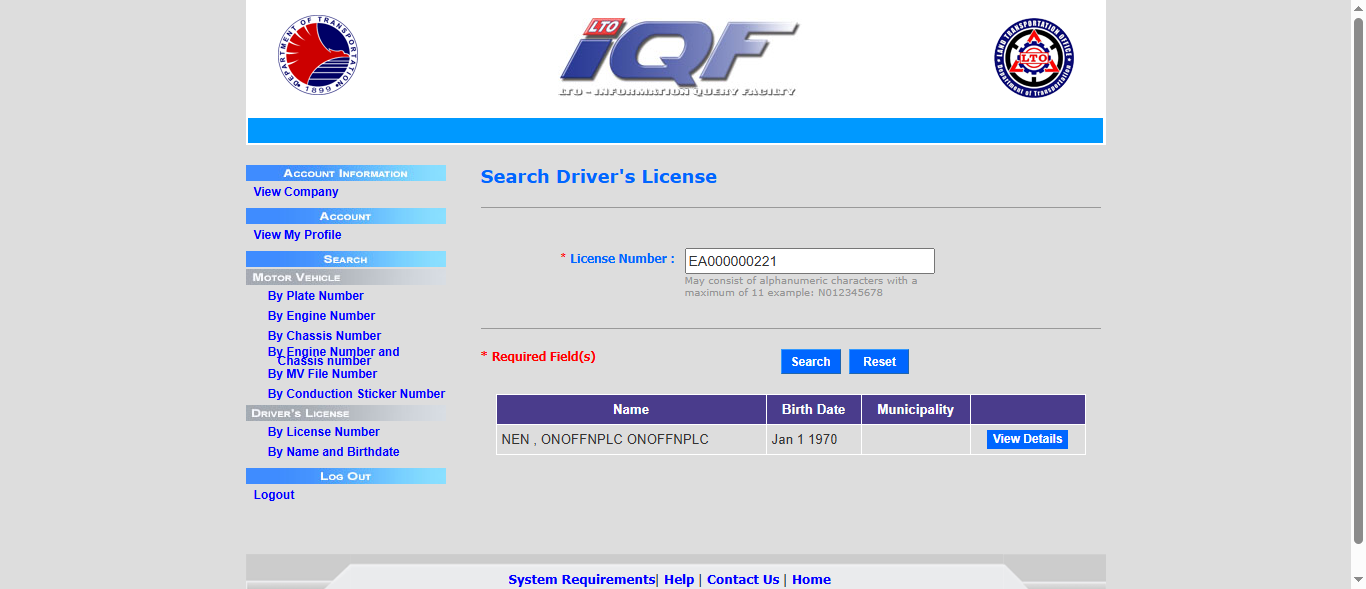 DEPARTMENT OF TRANSPORTATION
1899
LTO
iQF
LTO - INFORMATION QUERY FACILTY
LAND TRANSPORTATION OFFICE
LTO
Department of Transportation
Account Information
View Company
Account
View My Profile
Search
Motor Vehicle
By Plate Number
By Engine Number
By Chassis Number
By Engine Number and
Chassis number
By MV File Number
By Conduction Sticker Number
Driver's License
By License Number
By Name and Birthdate
Log Out
Logout
Search Driver's License
* License Number : EA000000221
May consist of alphanumeric characters with a
maximum of 11 example: N012345678
* Required Field(s) Search Reset
Name Birth Date Municipality
NEN , ONOFFNPLC ONOFFNPLC Jan 1 1970 View Details
System Requirements| Help | Contact Us | Home